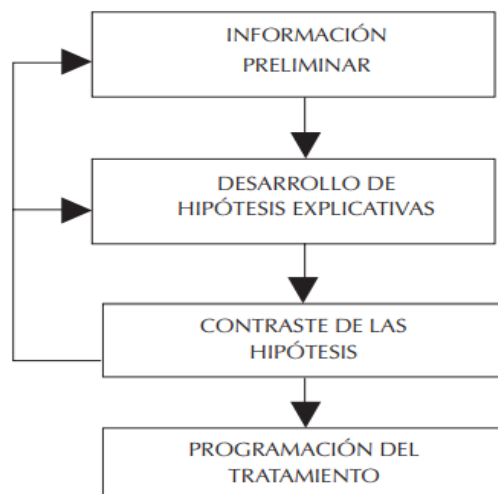 INFORMACIÓN
PRELIMINAR
DESARROLLO DE
HIPÓTESIS EXPLICATIVAS
CONTRASTE DE LAS
HIPÓTESIS
PROGRAMACIÓN DEL
TRATAMIENTO